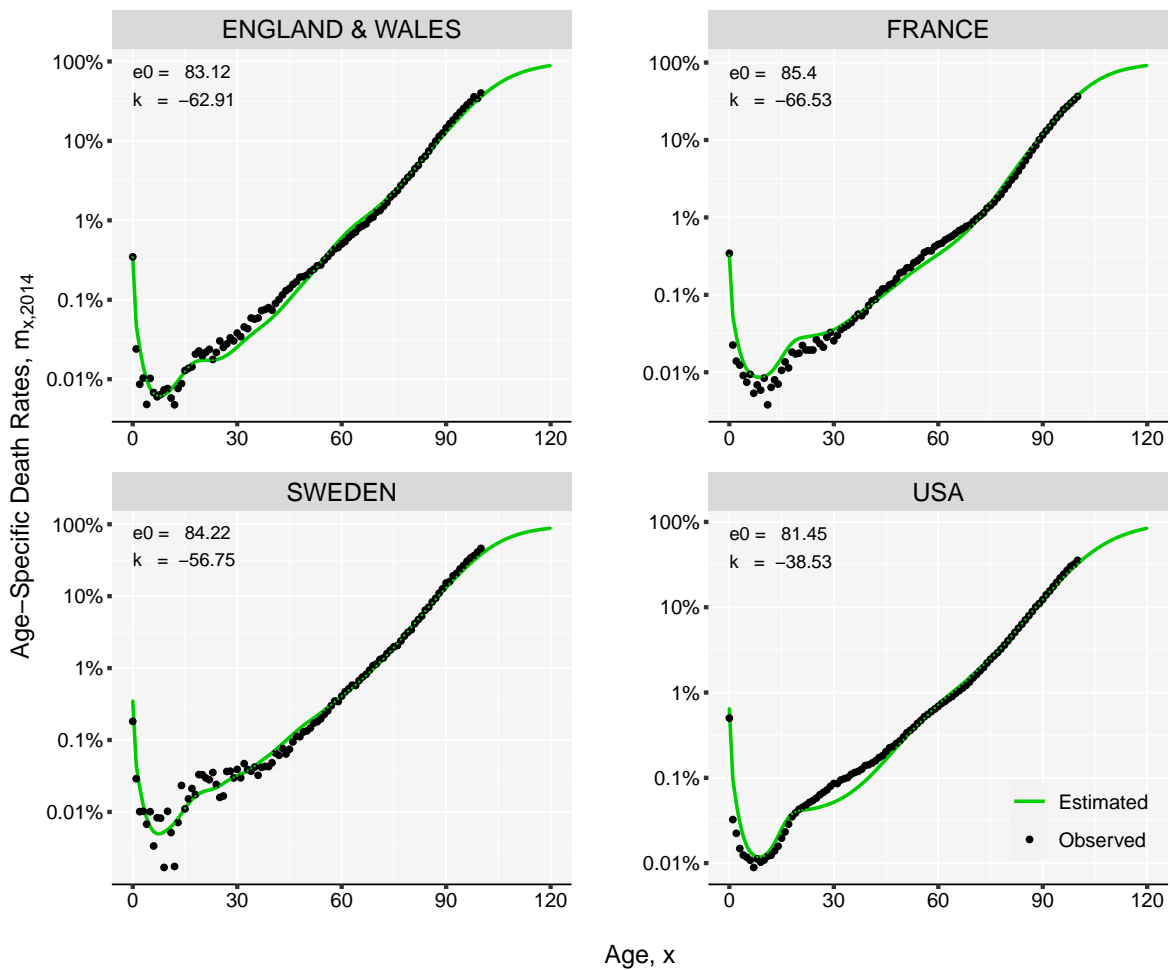 ENGLAND & WALES
e0 = 83.12
k = −62.91
100%
10%
1%
0.1%
0.01%
0 30 60 90 120
FRANCE
e0 = 85.4
k = −66.53
100%
10%
1%
0.1%
0.01%
0 30 60 90 120
SWEDEN
e0 = 84.22
k = −56.75
100%
10%
1%
0.1%
0.01%
0 30 60 90 120
USA
e0 = 81.45
k = −38.53
100%
10%
1%
0.1%
0.01%
0 30 60 90 120
Estimated
Observed
Age−Specific Death Rates, mx,2014
Age, x